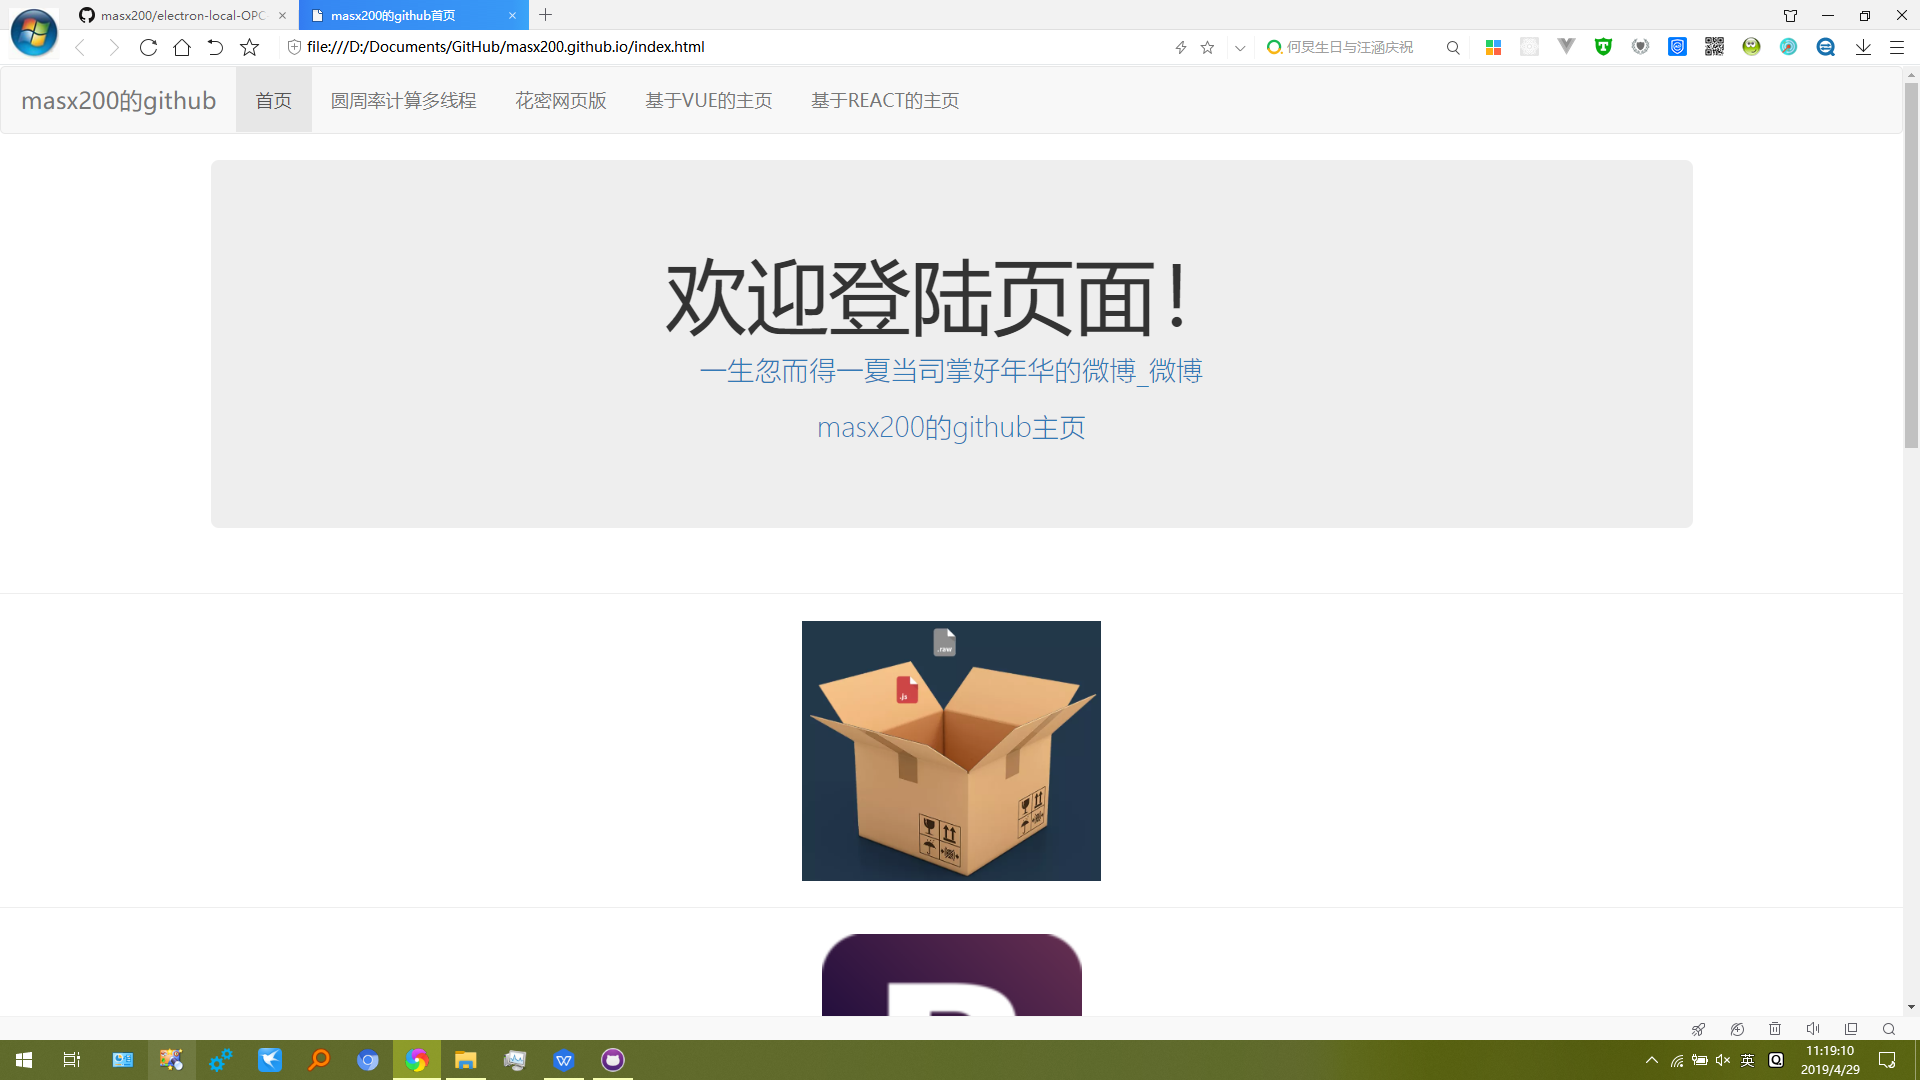 masx200/electron-local-OPC
masx200的github首页
file:///D:/Documents/GitHub/masx200.github.io/index.html
何炅生日与汪涵庆祝
masx200的github
首页
圆周率计算多线程
花密网页版
基于VUE的主页
基于REACT的主页
欢迎登陆页面!
一生忽而得一夏当司掌好年华的微博_微博
masx200的github主页
.raw
.js
英
11:19:10
2019/4/29